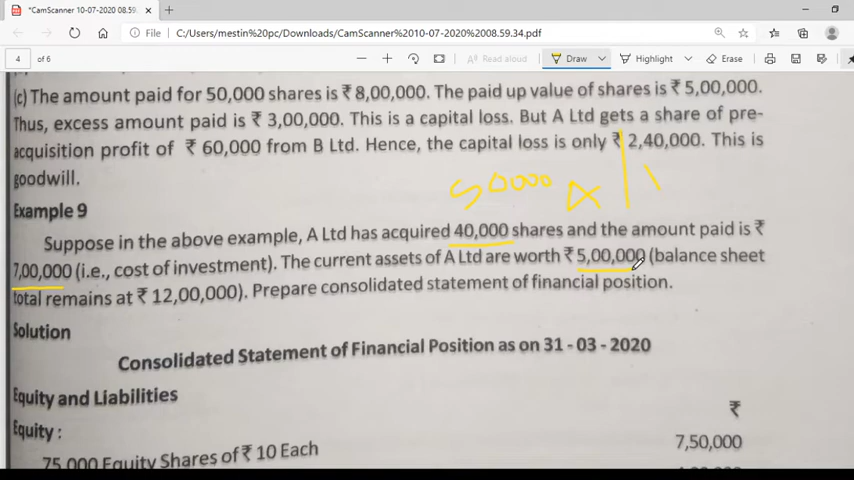 *CamScanner 10-07-2020 08.59.
File
C:/Users/mestin%20pc/Downloads/CamScanner%2010-07-2020%2008.59.34.pdf
4 of 6
Read aloud
Draw
Highlight
Erase
(c) The amount paid for 50,000 shares is ₹ 8,00,000. The paid up value of shares is ₹ 5,00,000.
Thus, excess amount paid is ₹ 3,00,000. This is a capital loss. But A Ltd gets a share of pre-
acquisition profit of ₹ 60,000 from B Ltd. Hence, the capital loss is only ₹ 2,40,000. This is
goodwill.
50000 x
Example 9
Suppose in the above example, A Ltd has acquired 40,000 shares and the amount paid is ₹
7,00,000 (i.e., cost of investment). The current assets of A Ltd are worth ₹ 5,00,000 (balance sheet
total remains at ₹ 12,00,000). Prepare consolidated statement of financial position.
Solution
Consolidated Statement of Financial Position as on 31 - 03 - 2020
Equity and Liabilities
₹
Equity :
75,000 Equity Shares of ₹ 10 Each 7,50,000